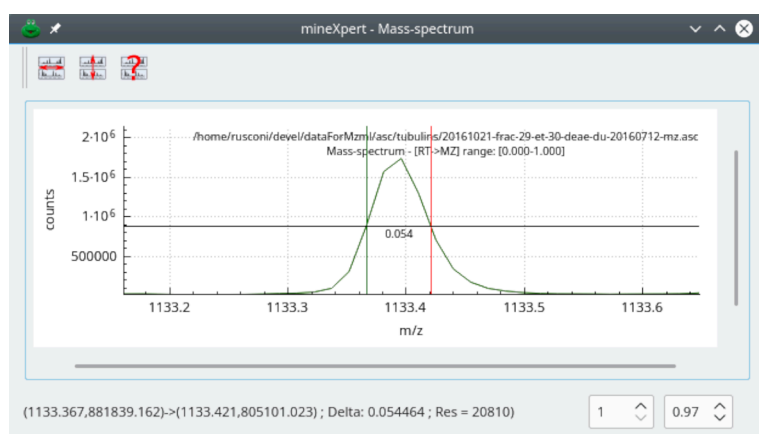 mineXpert - Mass-spectrum
?
/home/rusconi/devel/dataForMzml/asc/tubulins/20161021-frac-29-et-30-deae-du-20160712-mz.asc
Mass-spectrum - [RT->MZ] range: [0.000-1.000]
2·10⁶
1.5·10⁶
1·10⁶
500000
counts
0.054
1133.2 1133.3 1133.4 1133.5 1133.6
m/z
(1133.367,881839.162)->(1133.421,805101.023) ; Delta: 0.054464 ; Res = 20810)
1
0.97